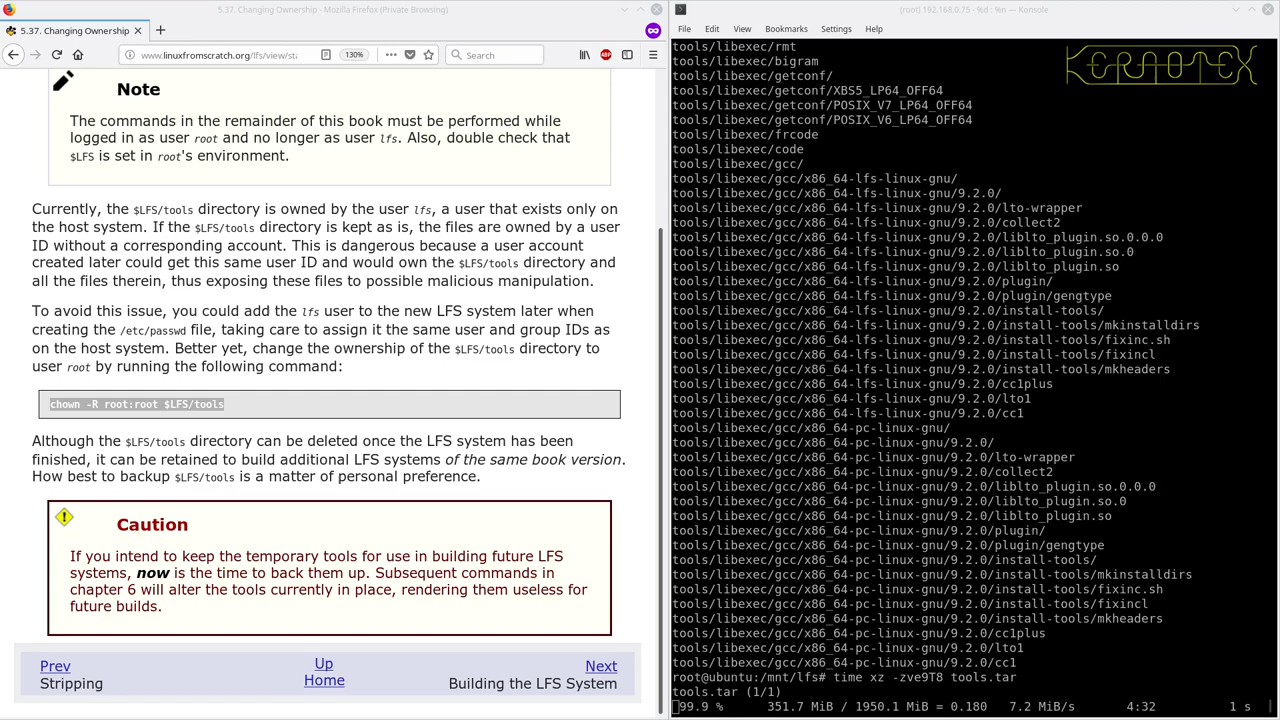 5.37. Changing Ownership - Mozilla Firefox (Private Browsing)
5.37. Changing Ownership
www.linuxfromscratch.org/lfs/view/sta
130%
Search
ABP
Note
The commands in the remainder of this book must be performed while
logged in as user root and no longer as user lfs. Also, double check that
$LFS is set in root's environment.
Currently, the $LFS/tools directory is owned by the user lfs, a user that exists only on
the host system. If the $LFS/tools directory is kept as is, the files are owned by a user
ID without a corresponding account. This is dangerous because a user account
created later could get this same user ID and would own the $LFS/tools directory and
all the files therein, thus exposing these files to possible malicious manipulation.
To avoid this issue, you could add the lfs user to the new LFS system later when
creating the /etc/passwd file, taking care to assign it the same user and group IDs as
on the host system. Better yet, change the ownership of the $LFS/tools directory to
user root by running the following command:
chown -R root:root $LFS/tools
Although the $LFS/tools directory can be deleted once the LFS system has been
finished, it can be retained to build additional LFS systems of the same book version.
How best to backup $LFS/tools is a matter of personal preference.
Caution
If you intend to keep the temporary tools for use in building future LFS
systems, now is the time to back them up. Subsequent commands in
chapter 6 will alter the tools currently in place, rendering them useless for
future builds.
Prev
Stripping
Up
Home
Next
Building the LFS System
(root) 192.168.0.75 - %d : %n — Konsole
File Edit View Bookmarks Settings Help
KERAOTEX
tools/libexec/rmt
tools/libexec/bigram
tools/libexec/getconf/
tools/libexec/getconf/XBS5_LP64_OFF64
tools/libexec/getconf/POSIX_V7_LP64_OFF64
tools/libexec/getconf/POSIX_V6_LP64_OFF64
tools/libexec/frcode
tools/libexec/code
tools/libexec/gcc/
tools/libexec/gcc/x86_64-lfs-linux-gnu/
tools/libexec/gcc/x86_64-lfs-linux-gnu/9.2.0/
tools/libexec/gcc/x86_64-lfs-linux-gnu/9.2.0/lto-wrapper
tools/libexec/gcc/x86_64-lfs-linux-gnu/9.2.0/collect2
tools/libexec/gcc/x86_64-lfs-linux-gnu/9.2.0/liblto_plugin.so.0.0.0
tools/libexec/gcc/x86_64-lfs-linux-gnu/9.2.0/liblto_plugin.so.0
tools/libexec/gcc/x86_64-lfs-linux-gnu/9.2.0/liblto_plugin.so
tools/libexec/gcc/x86_64-lfs-linux-gnu/9.2.0/plugin/
tools/libexec/gcc/x86_64-lfs-linux-gnu/9.2.0/plugin/gengtype
tools/libexec/gcc/x86_64-lfs-linux-gnu/9.2.0/install-tools/
tools/libexec/gcc/x86_64-lfs-linux-gnu/9.2.0/install-tools/mkinstalldirs
tools/libexec/gcc/x86_64-lfs-linux-gnu/9.2.0/install-tools/fixinc.sh
tools/libexec/gcc/x86_64-lfs-linux-gnu/9.2.0/install-tools/fixincl
tools/libexec/gcc/x86_64-lfs-linux-gnu/9.2.0/install-tools/mkheaders
tools/libexec/gcc/x86_64-lfs-linux-gnu/9.2.0/cc1plus
tools/libexec/gcc/x86_64-lfs-linux-gnu/9.2.0/lto1
tools/libexec/gcc/x86_64-lfs-linux-gnu/9.2.0/cc1
tools/libexec/gcc/x86_64-pc-linux-gnu/
tools/libexec/gcc/x86_64-pc-linux-gnu/9.2.0/
tools/libexec/gcc/x86_64-pc-linux-gnu/9.2.0/lto-wrapper
tools/libexec/gcc/x86_64-pc-linux-gnu/9.2.0/collect2
tools/libexec/gcc/x86_64-pc-linux-gnu/9.2.0/liblto_plugin.so.0.0.0
tools/libexec/gcc/x86_64-pc-linux-gnu/9.2.0/liblto_plugin.so.0
tools/libexec/gcc/x86_64-pc-linux-gnu/9.2.0/liblto_plugin.so
tools/libexec/gcc/x86_64-pc-linux-gnu/9.2.0/plugin/
tools/libexec/gcc/x86_64-pc-linux-gnu/9.2.0/plugin/gengtype
tools/libexec/gcc/x86_64-pc-linux-gnu/9.2.0/install-tools/
tools/libexec/gcc/x86_64-pc-linux-gnu/9.2.0/install-tools/mkinstalldirs
tools/libexec/gcc/x86_64-pc-linux-gnu/9.2.0/install-tools/fixinc.sh
tools/libexec/gcc/x86_64-pc-linux-gnu/9.2.0/install-tools/fixincl
tools/libexec/gcc/x86_64-pc-linux-gnu/9.2.0/install-tools/mkheaders
tools/libexec/gcc/x86_64-pc-linux-gnu/9.2.0/cc1plus
tools/libexec/gcc/x86_64-pc-linux-gnu/9.2.0/lto1
tools/libexec/gcc/x86_64-pc-linux-gnu/9.2.0/cc1
root@ubuntu:/mnt/lfs# time xz -zve9T8 tools.tar
tools.tar (1/1)
99.9 % 351.7 MiB / 1950.1 MiB = 0.180 7.2 MiB/s 4:32 1 s